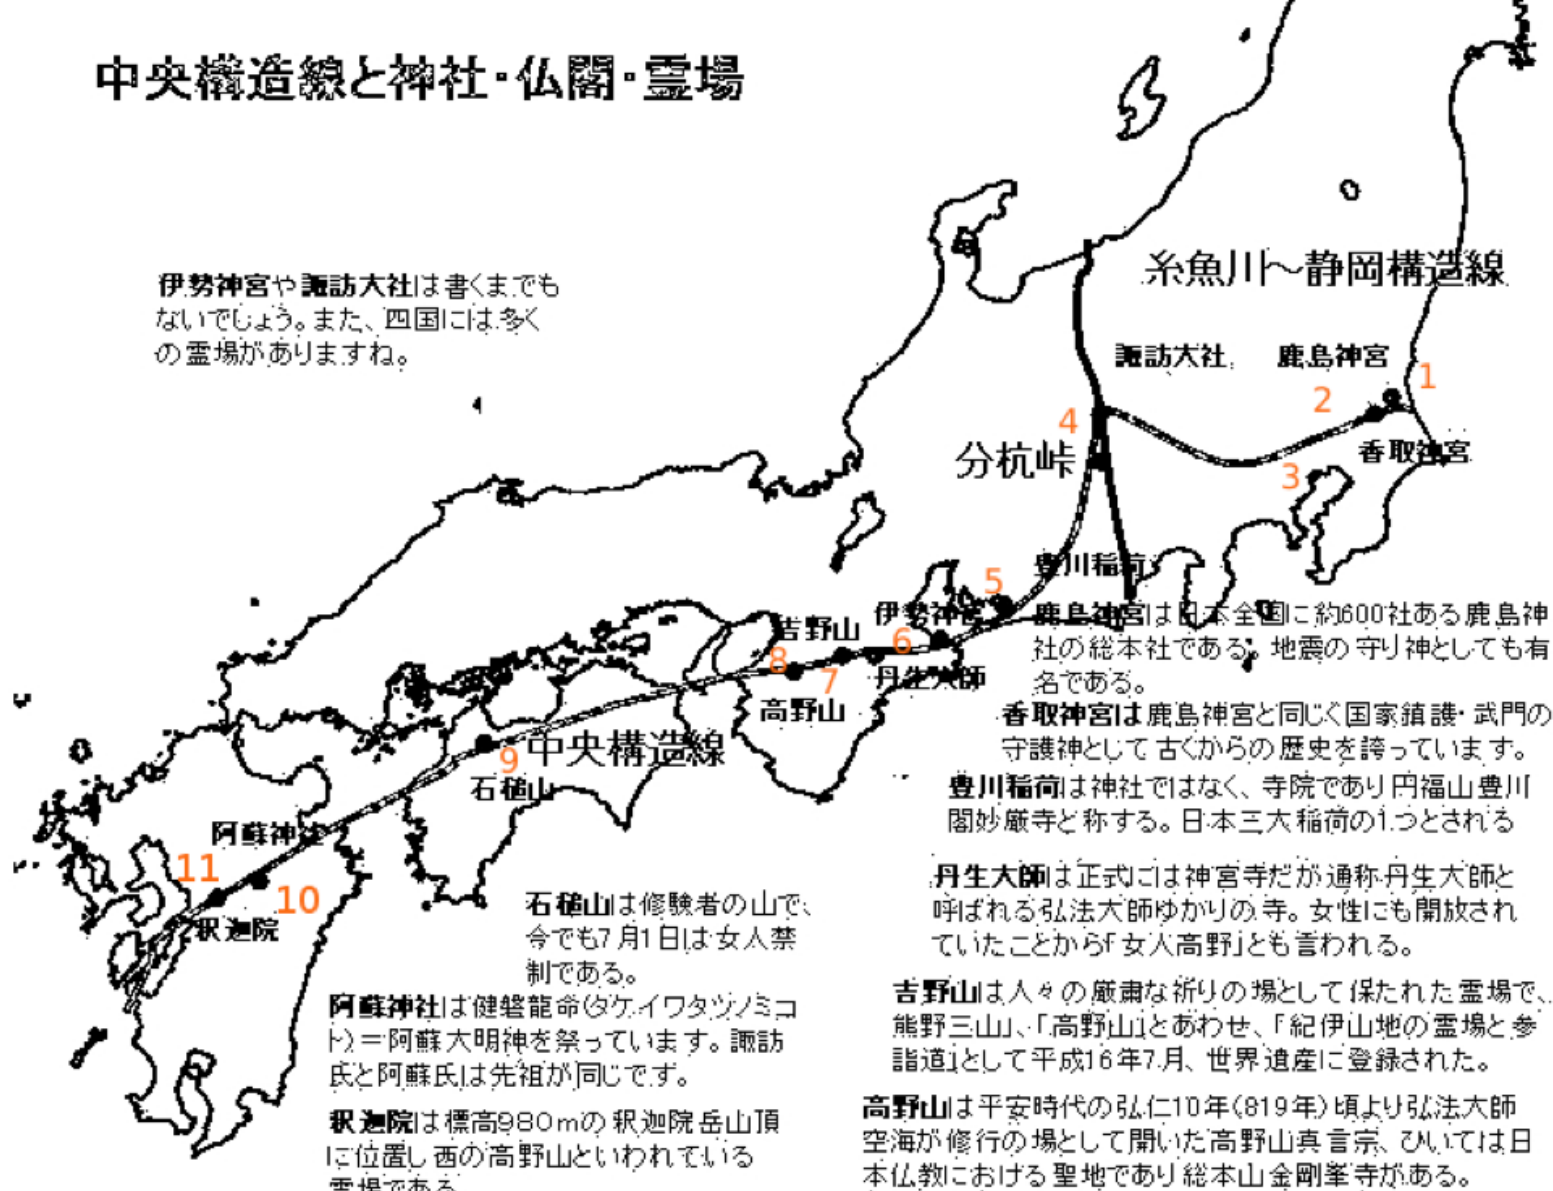 中央構造線と神社・仏閣・霊場
伊勢神宮や諏訪大社は書くまでも
ないでしょう。また、四国には多く
の霊場がありますね。
糸魚川～静岡構造線
諏訪大社
鹿島神宮
1
2
4
香取神宮
分杭峠
3
豊川稲荷
5
伊勢神宮
吉野山
6
8
7
丹生大師
高野山
中央構造線
9
石槌山
阿蘇神社
11
10
釈迦院
鹿島神宮は日本全国に約600社ある鹿島神
社の総本社である。地震の守り神としても有
名である。
香取神宮は鹿島神宮と同じく国家鎮護・武門の
守護神として古くからの歴史を誇っています。
豊川稲荷は神社ではなく、寺院であり円福山豊川
閣妙厳寺と称する。日本三大稲荷の1つとされる
丹生大師は正式には神宮寺だが通称丹生大師と
呼ばれる弘法大師ゆかりの寺。女性にも開放され
ていたことから「女人高野」とも言われる。
石槌山は修験者の山で、
今でも7月1日は女人禁
制である。
吉野山は人々の厳粛な祈りの場として保たれた霊場で、
熊野三山」、「高野山」とあわせ、「紀伊山地の霊場と参
詣道」として平成16年7月、世界遺産に登録された。
阿蘇神社は健磐龍命(タケイワタツノミコ
ト)＝阿蘇大明神を祭っています。諏訪
氏と阿蘇氏は先祖が同じです。
高野山は平安時代の弘仁10年(819年)頃より弘法大師
空海が修行の場として開いた高野山真言宗、ひいては日
本仏教における聖地であり総本山金剛峯寺がある。
釈迦院は標高980mの釈迦院岳山頂
に位置し西の高野山といわれている
霊場である